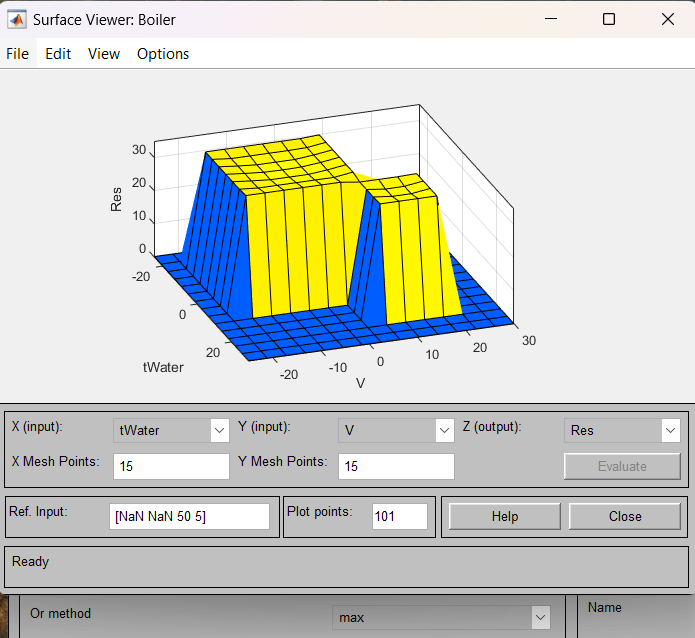 Surface Viewer: Boiler
File Edit View Options
30
20
10
0
Res
-20
0
20
tWater
-20
-10
0
10
20
30
V
X (input): tWater Y (input): V Z (output): Res
X Mesh Points: 15 Y Mesh Points: 15 Evaluate
Ref. Input: [NaN NaN 50 5] Plot points: 101 Help Close
Ready
Or method max Name